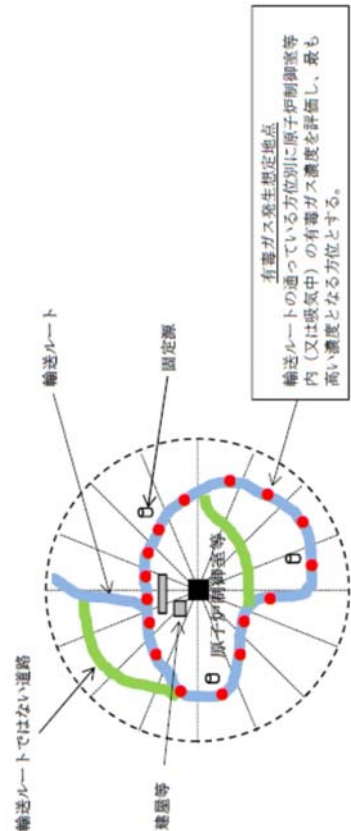 輸送ルートではない道路
輸送ルート
固定源
建屋等
原子炉制御室等
有毒ガス発生想定地点
輸送ルートの通っている方位別に原子炉制御室等
内（又は吸気中）の有毒ガス濃度を評価し、最も
高い濃度となる方位とする。